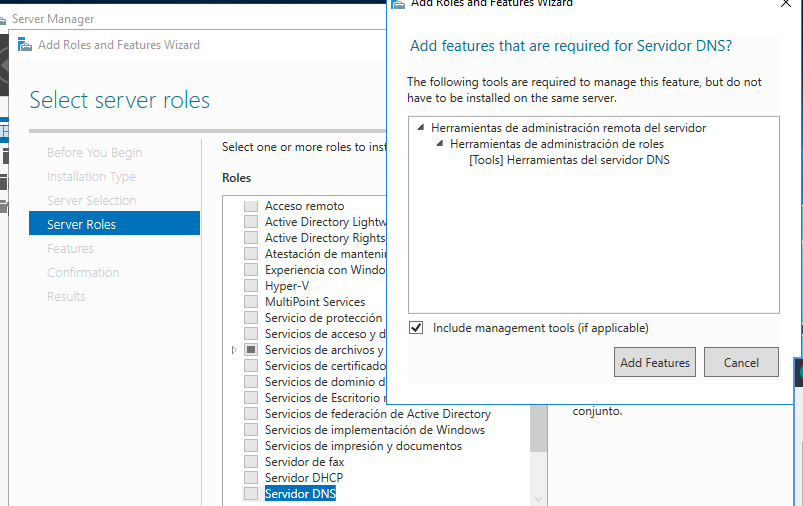 Server Manager
Add Roles and Features Wizard
Select server roles
Before You Begin
Installation Type
Server Selection
Server Roles
Features
Confirmation
Results
Select one or more roles to inst
Roles
Acceso remoto
Active Directory Lightw
Active Directory Rights
Atestación de mantenir
Experiencia con Windo
Hyper-V
MultiPoint Services
Servicio de protección
Servicios de acceso y d
Servicios de archivos y
Servicios de certificado
Servicios de dominio d
Servicios de Escritorio r
Servicios de federación de Active Directory
Servicios de implementación de Windows
Servicios de impresión y documentos
Servidor de fax
Servidor DHCP
Servidor DNS
conjunto.
Add Roles and Features Wizard
Add features that are required for Servidor DNS?
The following tools are required to manage this feature, but do not
have to be installed on the same server.
Herramientas de administración remota del servidor
Herramientas de administración de roles
[Tools] Herramientas del servidor DNS
Include management tools (if applicable)
Add Features
Cancel